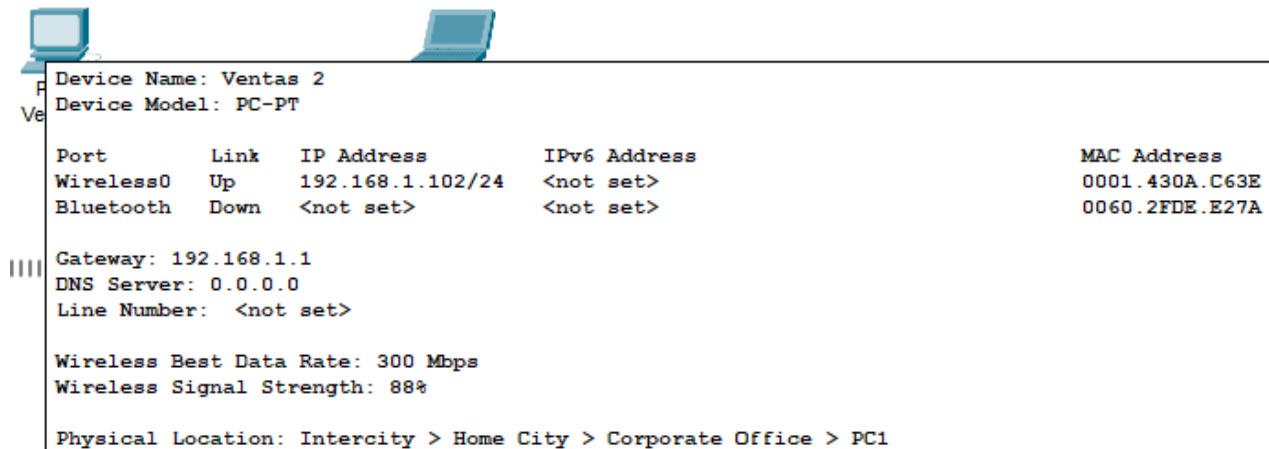 Device Name: Ventas 2
Device Model: PC-PT
Port Link IP Address IPv6 Address MAC Address
Wireless0 Up 192.168.1.102/24 <not set> 0001.430A.C63E
Bluetooth Down <not set> <not set> 0060.2FDE.E27A
Gateway: 192.168.1.1
DNS Server: 0.0.0.0
Line Number: <not set>
Wireless Best Data Rate: 300 Mbps
Wireless Signal Strength: 88%
Physical Location: Intercity > Home City > Corporate Office > PC1